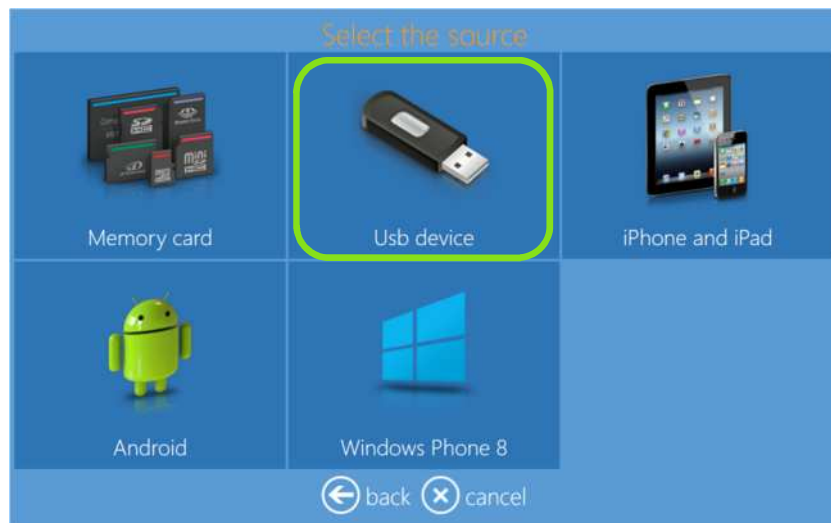 Select the source
Memory card
Usb device
iPhone and iPad
Android
Windows Phone 8
back cancel